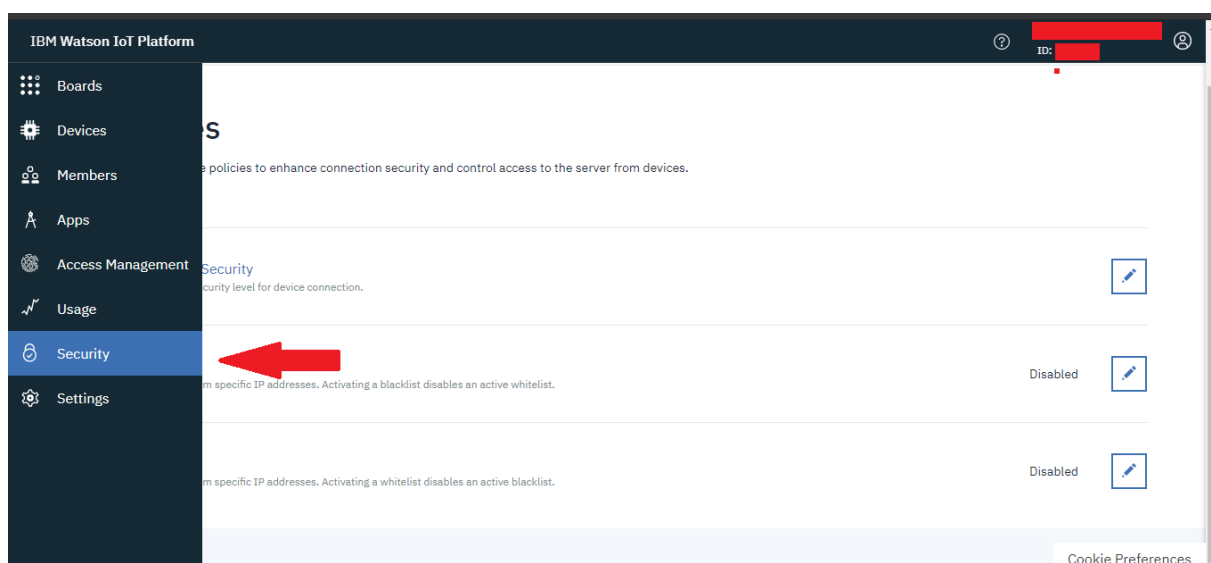 IBM Watson IoT Platform
ID:
Boards
Devices
s
Members
policies to enhance connection security and control access to the server from devices.
Apps
Access Management
Security
curity level for device connection.
Usage
Security
Disabled
m specific IP addresses. Activating a blacklist disables an active whitelist.
Settings
Disabled
m specific IP addresses. Activating a whitelist disables an active blacklist.
Cookie Preferences